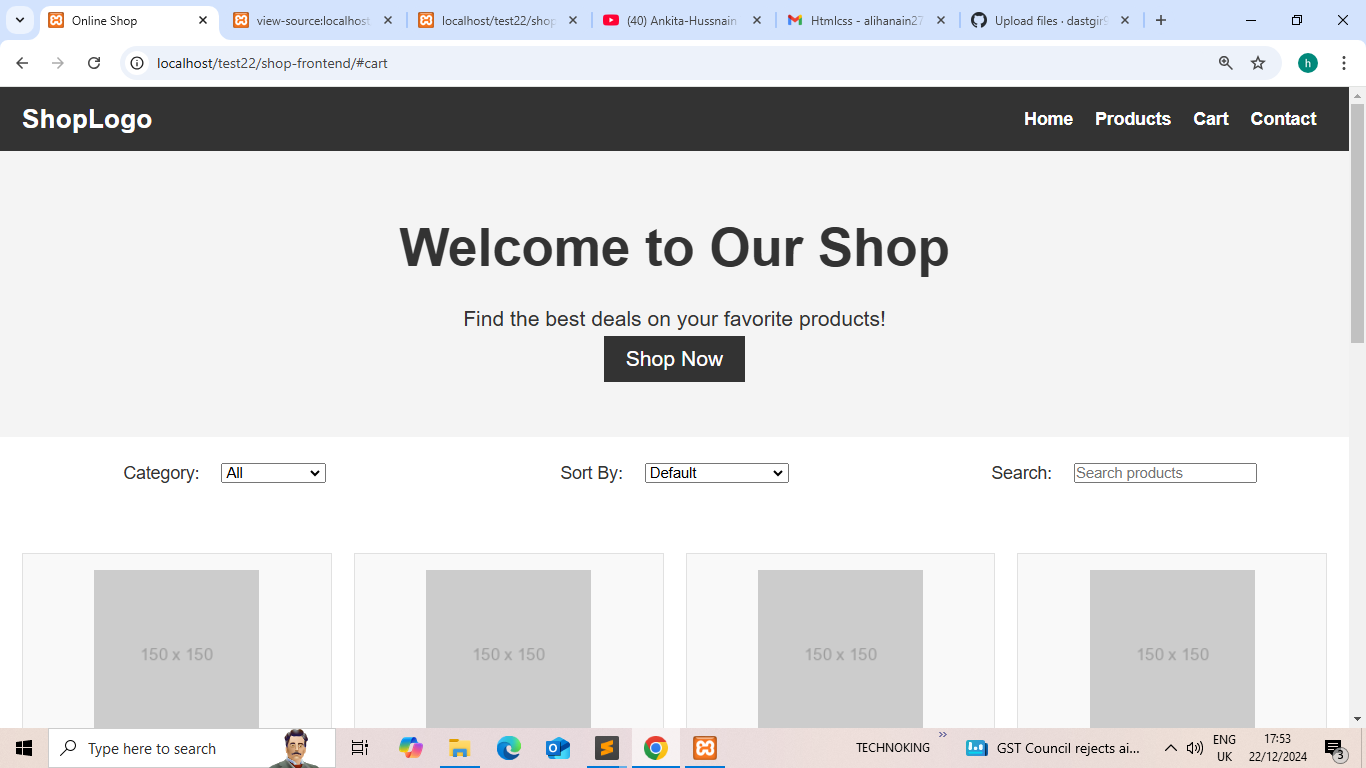 Online Shop
view-source:localhost
localhost/test22/shop
(40) Ankita-Hussnain
Htmlcss - alihanain27
Upload files · dastgir9
localhost/test22/shop-frontend/#cart
h
ShopLogo
Home Products Cart Contact
Welcome to Our Shop
Find the best deals on your favorite products!
Shop Now
Category: All Sort By: Default Search: Search products
150 x 150 150 x 150 150 x 150 150 x 150
Type here to search
TECHNOKING
GST Council rejects ai...
ENG
UK
17:53
22/12/2024
3